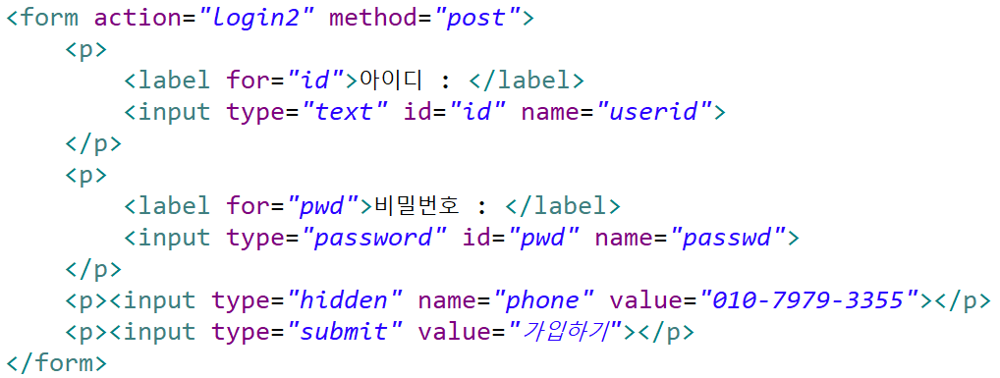 <form action="login2" method="post">
    <p>
        <label for="id">아이디 : </label>
        <input type="text" id="id" name="userid">
    </p>
    <p>
        <label for="pwd">비밀번호 : </label>
        <input type="password" id="pwd" name="passwd">
    </p>
    <p><input type="hidden" name="phone" value="010-7979-3355"></p>
    <p><input type="submit" value="가입하기"></p>
</form>